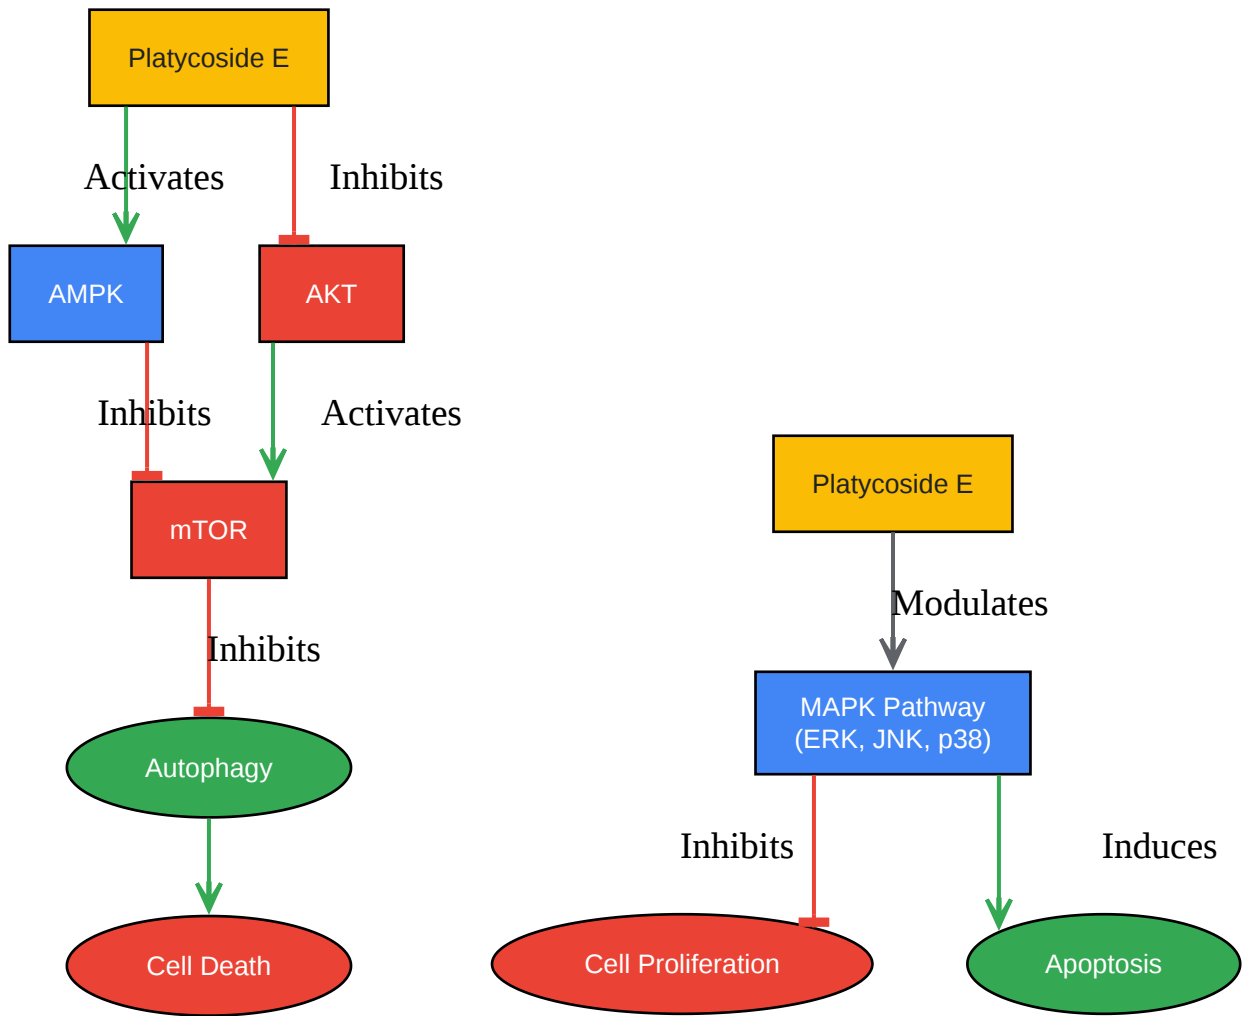 Platycoside E
Activates
Inhibits
AMPK
AKT
Inhibits
Activates
mTOR
Inhibits
Autophagy
Cell Death
Platycoside E
Modulates
MAPK Pathway
(ERK, JNK, p38)
Inhibits
Induces
Cell Proliferation
Apoptosis